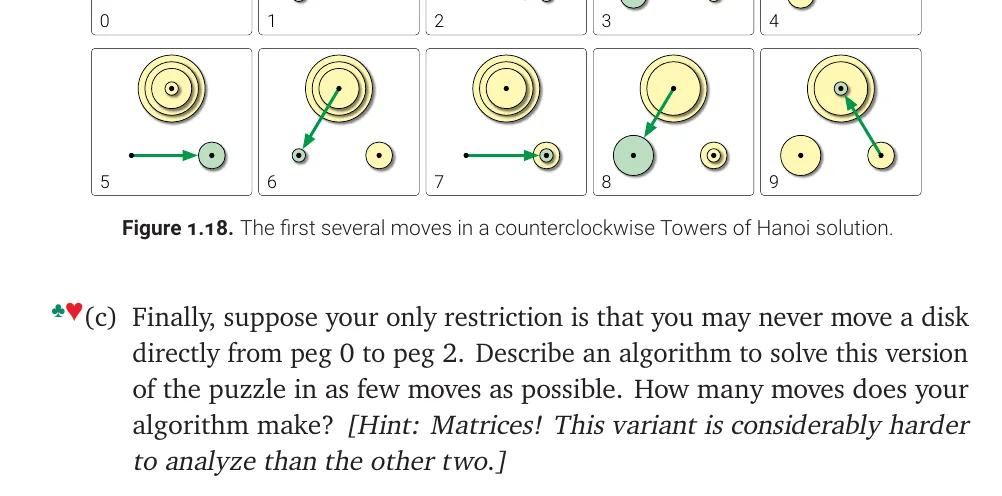 0 1 2 3 4
5 6 7 8 9
Figure 1.18. The first several moves in a counterclockwise Towers of Hanoi solution.
♣♥(c) Finally, suppose your only restriction is that you may never move a disk
directly from peg 0 to peg 2. Describe an algorithm to solve this version
of the puzzle in as few moves as possible. How many moves does your
algorithm make? [Hint: Matrices! This variant is considerably harder
to analyze than the other two.]